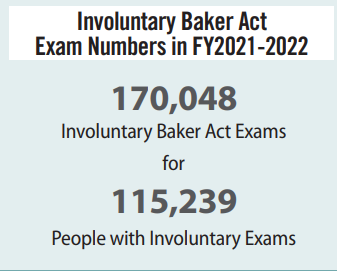 Involuntary Baker Act
Exam Numbers in FY2021-2022
170,048
Involuntary Baker Act Exams
for
115,239
People with Involuntary Exams